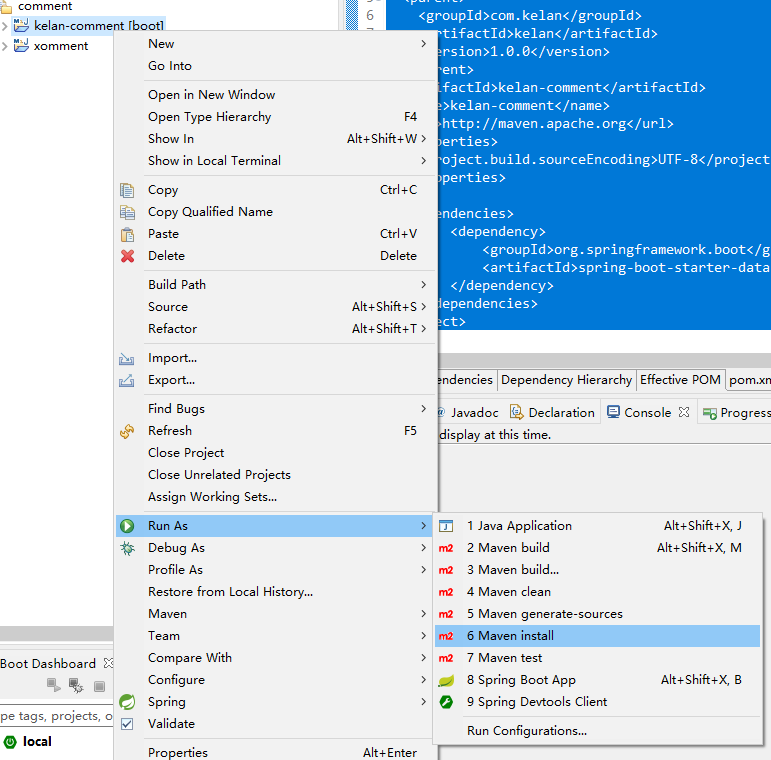 comment
kelan-comment [boot]
xomment
<parent>
6
<groupId>com.kelan</groupId>
artifactId>kelan</artifactId>
version>1.0.0</version>
rent>
ifactId>kelan-comment</artifactId>
e>kelan-comment</name>
>http://maven.apache.org</url>
perties>
roject.build.sourceEncoding>UTF-8</project
operties>
endencies>
<dependency>
<groupId>org.springframework.boot</g
<artifactId>spring-boot-starter-data
</dependency>
dependencies>
ect>
New
Go Into
Open in New Window
Open Type Hierarchy F4
Show In Alt+Shift+W
Show in Local Terminal
Copy Ctrl+C
Copy Qualified Name
Paste Ctrl+V
Delete Delete
Build Path
Source Alt+Shift+S
Refactor Alt+Shift+T
Import...
Export...
Find Bugs
Refresh F5
Close Project
Close Unrelated Projects
Assign Working Sets...
Run As
Debug As
Profile As
Restore from Local History...
Maven
Team
Compare With
Configure
Spring
Validate
Properties Alt+Enter
endencies Dependency Hierarchy Effective POM pom.xm
@ Javadoc Declaration Console Progress
display at this time.
1 Java Application Alt+Shift+X, J
m2 2 Maven build Alt+Shift+X, M
m2 3 Maven build...
m2 4 Maven clean
m2 5 Maven generate-sources
m2 6 Maven install
m2 7 Maven test
8 Spring Boot App Alt+Shift+X, B
9 Spring Devtools Client
Run Configurations...
Boot Dashboard
pe tags, projects, o
local